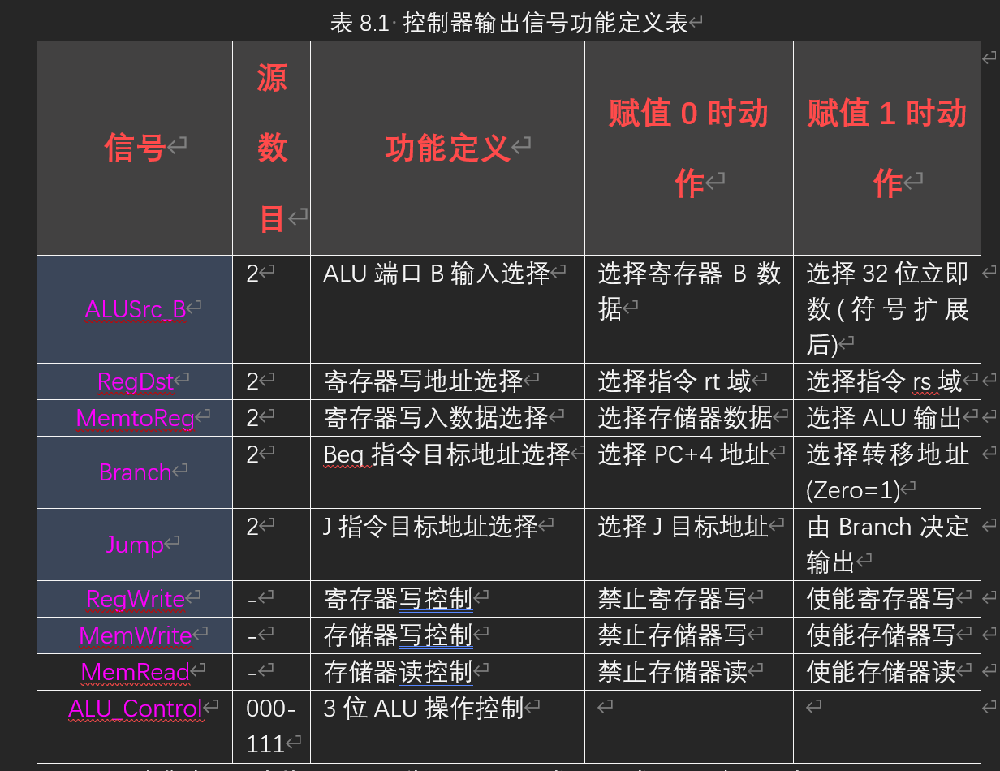 表 8.1· 控制器输出信号功能定义表
信号
源
数
目
功能定义
赋值 0 时动
作
赋值 1 时动
作
ALUSrc_B
2
ALU 端口 B 输入选择
选择寄存器 B 数
据
选择 32 位立即
数(符号扩展
后)
RegDst
2
寄存器写地址选择
选择指令 rt 域
选择指令 rs 域
MemtoReg
2
寄存器写入数据选择
选择存储器数据
选择 ALU 输出
Branch
2
Beq 指令目标地址选择
选择 PC+4 地址
选择转移地址
(Zero=1)
Jump
2
J 指令目标地址选择
选择 J 目标地址
由 Branch 决定
输出
RegWrite
-
寄存器写控制
禁止寄存器写
使能寄存器写
MemWrite
-
存储器写控制
禁止存储器写
使能存储器写
MemRead
-
存储器读控制
禁止存储器读
使能存储器读
ALU_Control
000-
111
3 位 ALU 操作控制